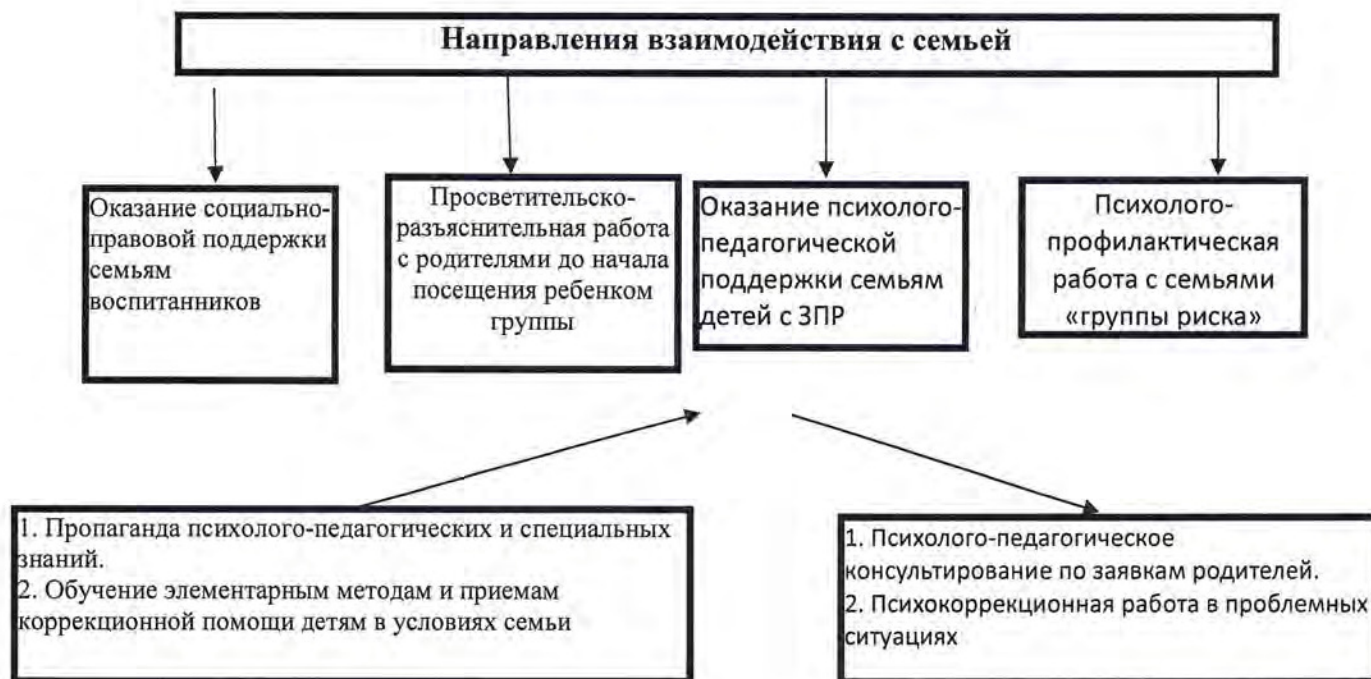 Направления взаимодействия с семьей
Оказание социально-
правовой поддержки
семьям
воспитанников
Просветительско-
разъяснительная работа
с родителями до начала
посещения ребенком
группы
Оказание психолого-
педагогической
поддержки семьям
детей с ЗПР
Психолого-
профилактическая
работа с семьями
«группы риска»
1. Пропаганда психолого-педагогических и специальных
знаний.
2. Обучение элементарным методам и приемам
коррекционной помощи детям в условиях семьи
1. Психолого-педагогическое
консультирование по заявкам родителей.
2. Психокоррекционная работа в проблемных
ситуациях